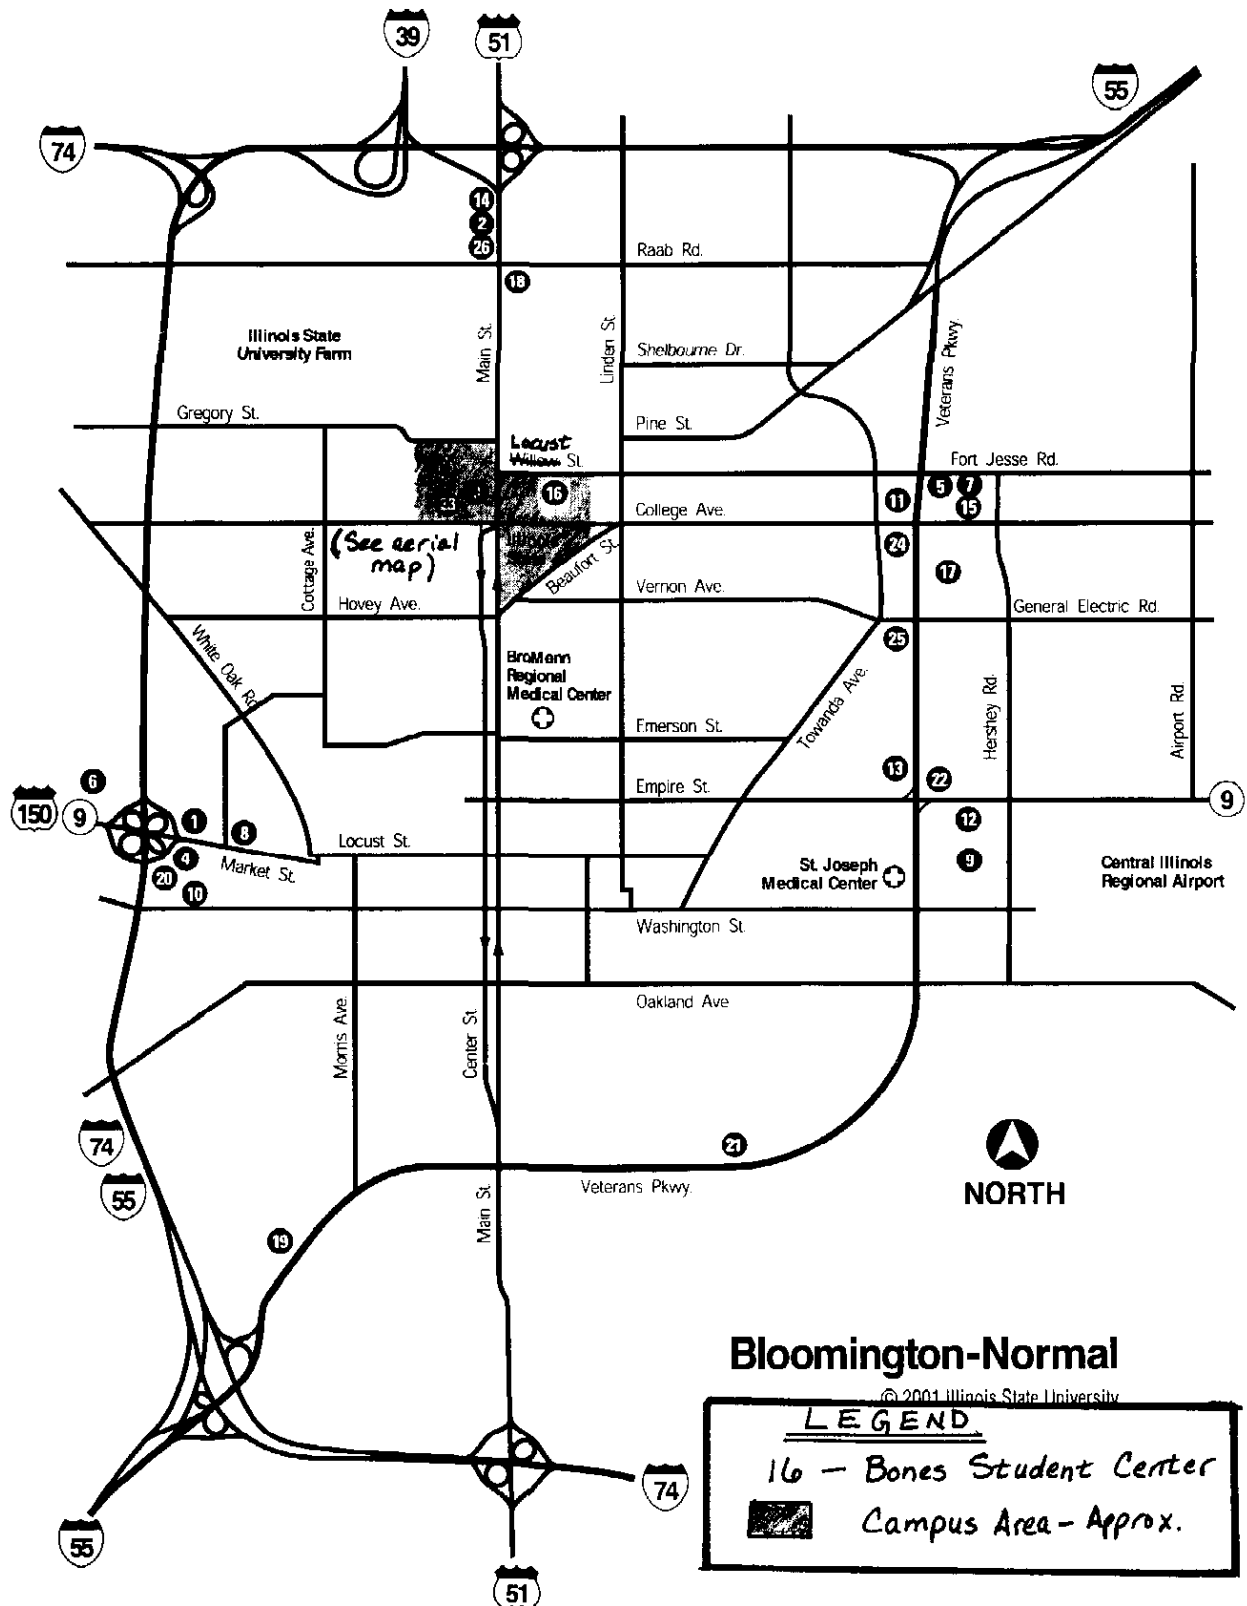 39
51
55
74
14
2
26
Raab Rd.
18
Illinois State
University Farm
Main St.
Linden St.
Shelbourne Dr.
Veterans Pkwy.
Gregory St.
Pine St.
Locust
Willow St.
Fort Jesse Rd.
33
16
11
5
7
15
College Ave.
(See aerial
map)
Cottage Ave.
Beaufort St.
24
17
Hovey Ave.
Vernon Ave.
General Electric Rd.
White Oak Rd.
25
BroMenn
Regional
Medical Center
Towanda Ave.
Hershey Rd.
Airport Rd.
Emerson St.
13
22
6
Empire St.
150
9
9
1
8
12
Locust St.
4
Market St.
St. Joseph
Medical Center
9
Central Illinois
Regional Airport
20
10
Washington St.
Oakland Ave
Morris Ave.
Center St.
74
55
21
NORTH
Veterans Pkwy.
Main St.
19
Bloomington-Normal
© 2001 Illinois State University
LEGEND
16 - Bones Student Center
Campus Area - Approx.
74
55
51